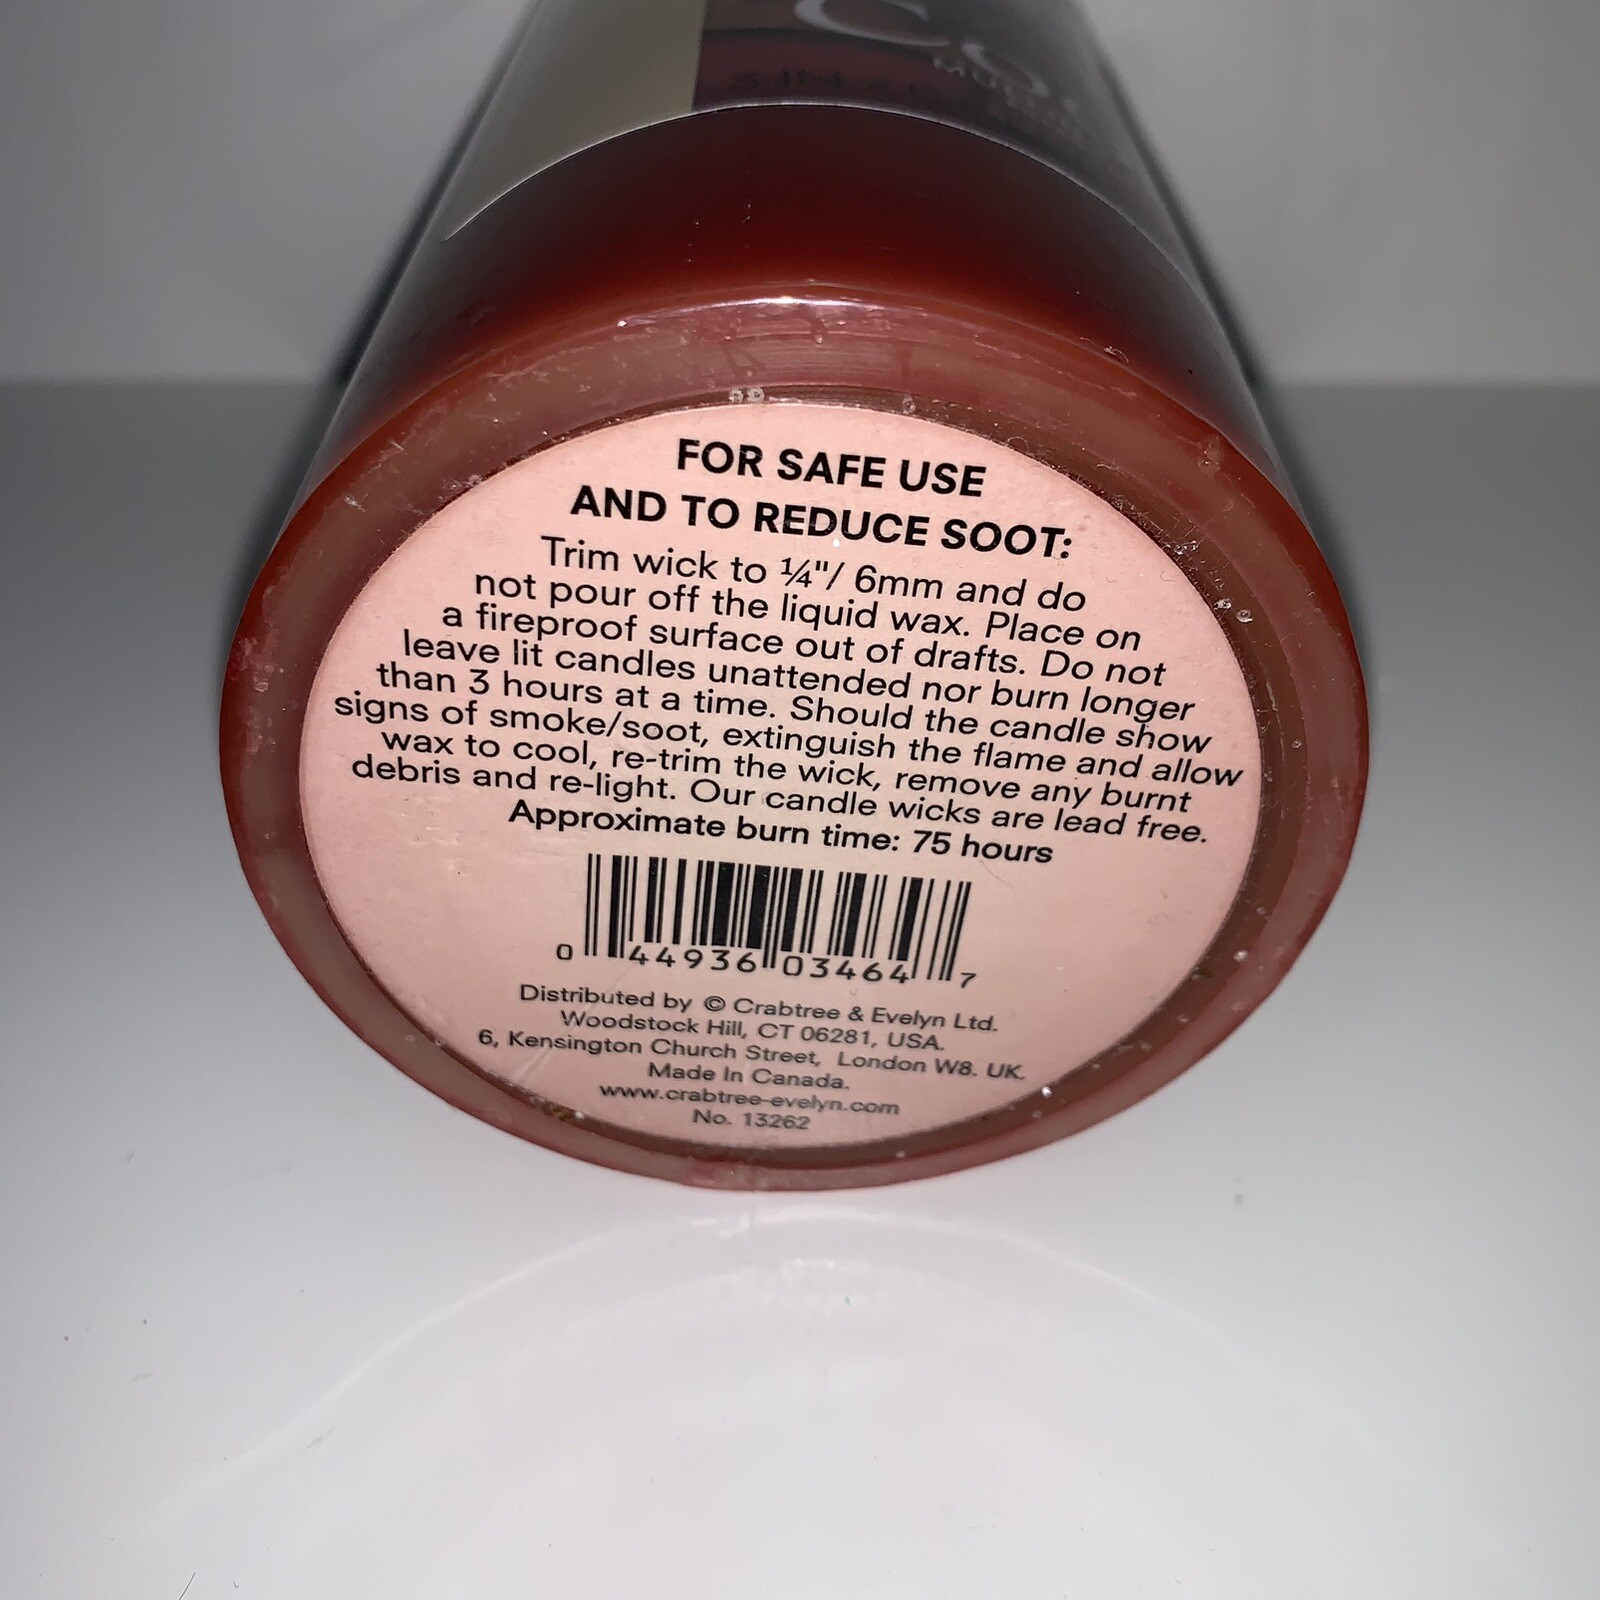 Co
FOR SAFE USE
AND TO REDUCE SOOT:
Trim wick to ¼"/ 6mm and do
not pour off the liquid wax. Place on
a fireproof surface out of drafts. Do not
leave lit candles unattended nor burn longer
than 3 hours at a time. Should the candle show
signs of smoke/soot, extinguish the flame and allow
wax to cool, re-trim the wick, remove any burnt
debris and re-light. Our candle wicks are lead free.
Approximate burn time: 75 hours
0 44936 03464 7
Distributed by © Crabtree & Evelyn Ltd.
Woodstock Hill, CT 06281, USA.
6, Kensington Church Street, London W8. UK.
Made In Canada.
www.crabtree-evelyn.com
No. 13262